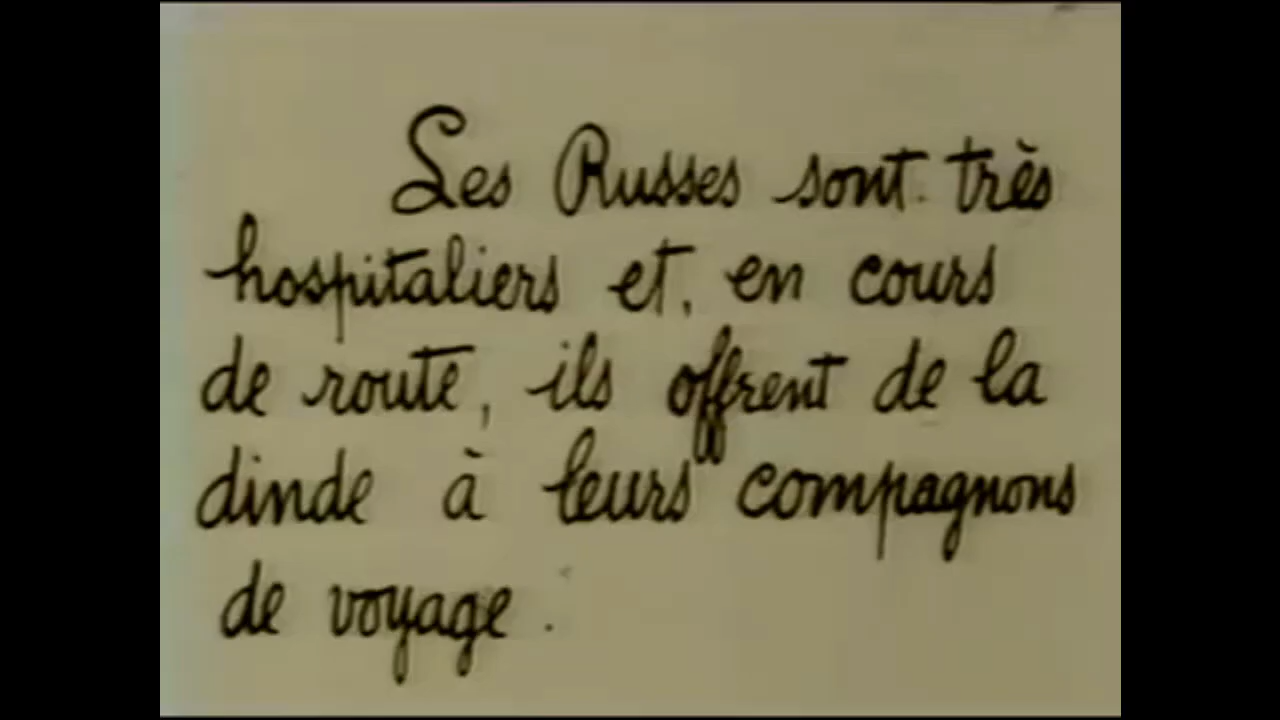 Les Russes sont très
hospitaliers et, en cours
de route, ils offrent de la
dinde à leurs compagnons
de voyage.